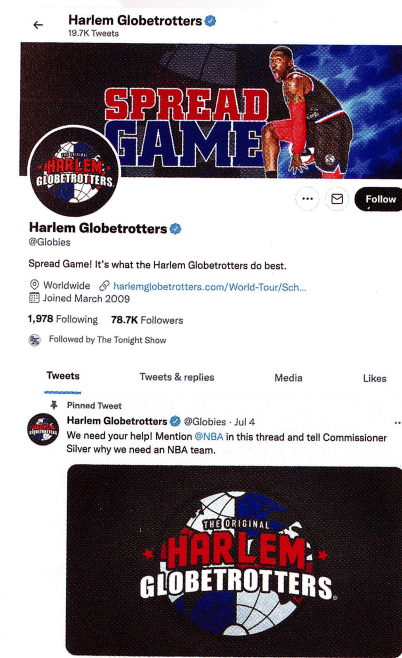 Harlem Globetrotters
19.7K Tweets
SPREAD
GAME
THE ORIGINAL
HARLEM
GLOBETROTTERS
Follow
Harlem Globetrotters
@Globies
Spread Game! It's what the Harlem Globetrotters do best.
Worldwide harlemglobetrotters.com/World-Tour/Sch...
Joined March 2009
1,978 Following 78.7K Followers
Followed by The Tonight Show
Tweets Tweets & replies Media Likes
Pinned Tweet
Harlem Globetrotters @Globies · Jul 4
We need your help! Mention @NBA in this thread and tell Commissioner
Silver why we need an NBA team.
THE ORIGINAL
HARLEM
GLOBETROTTERS®